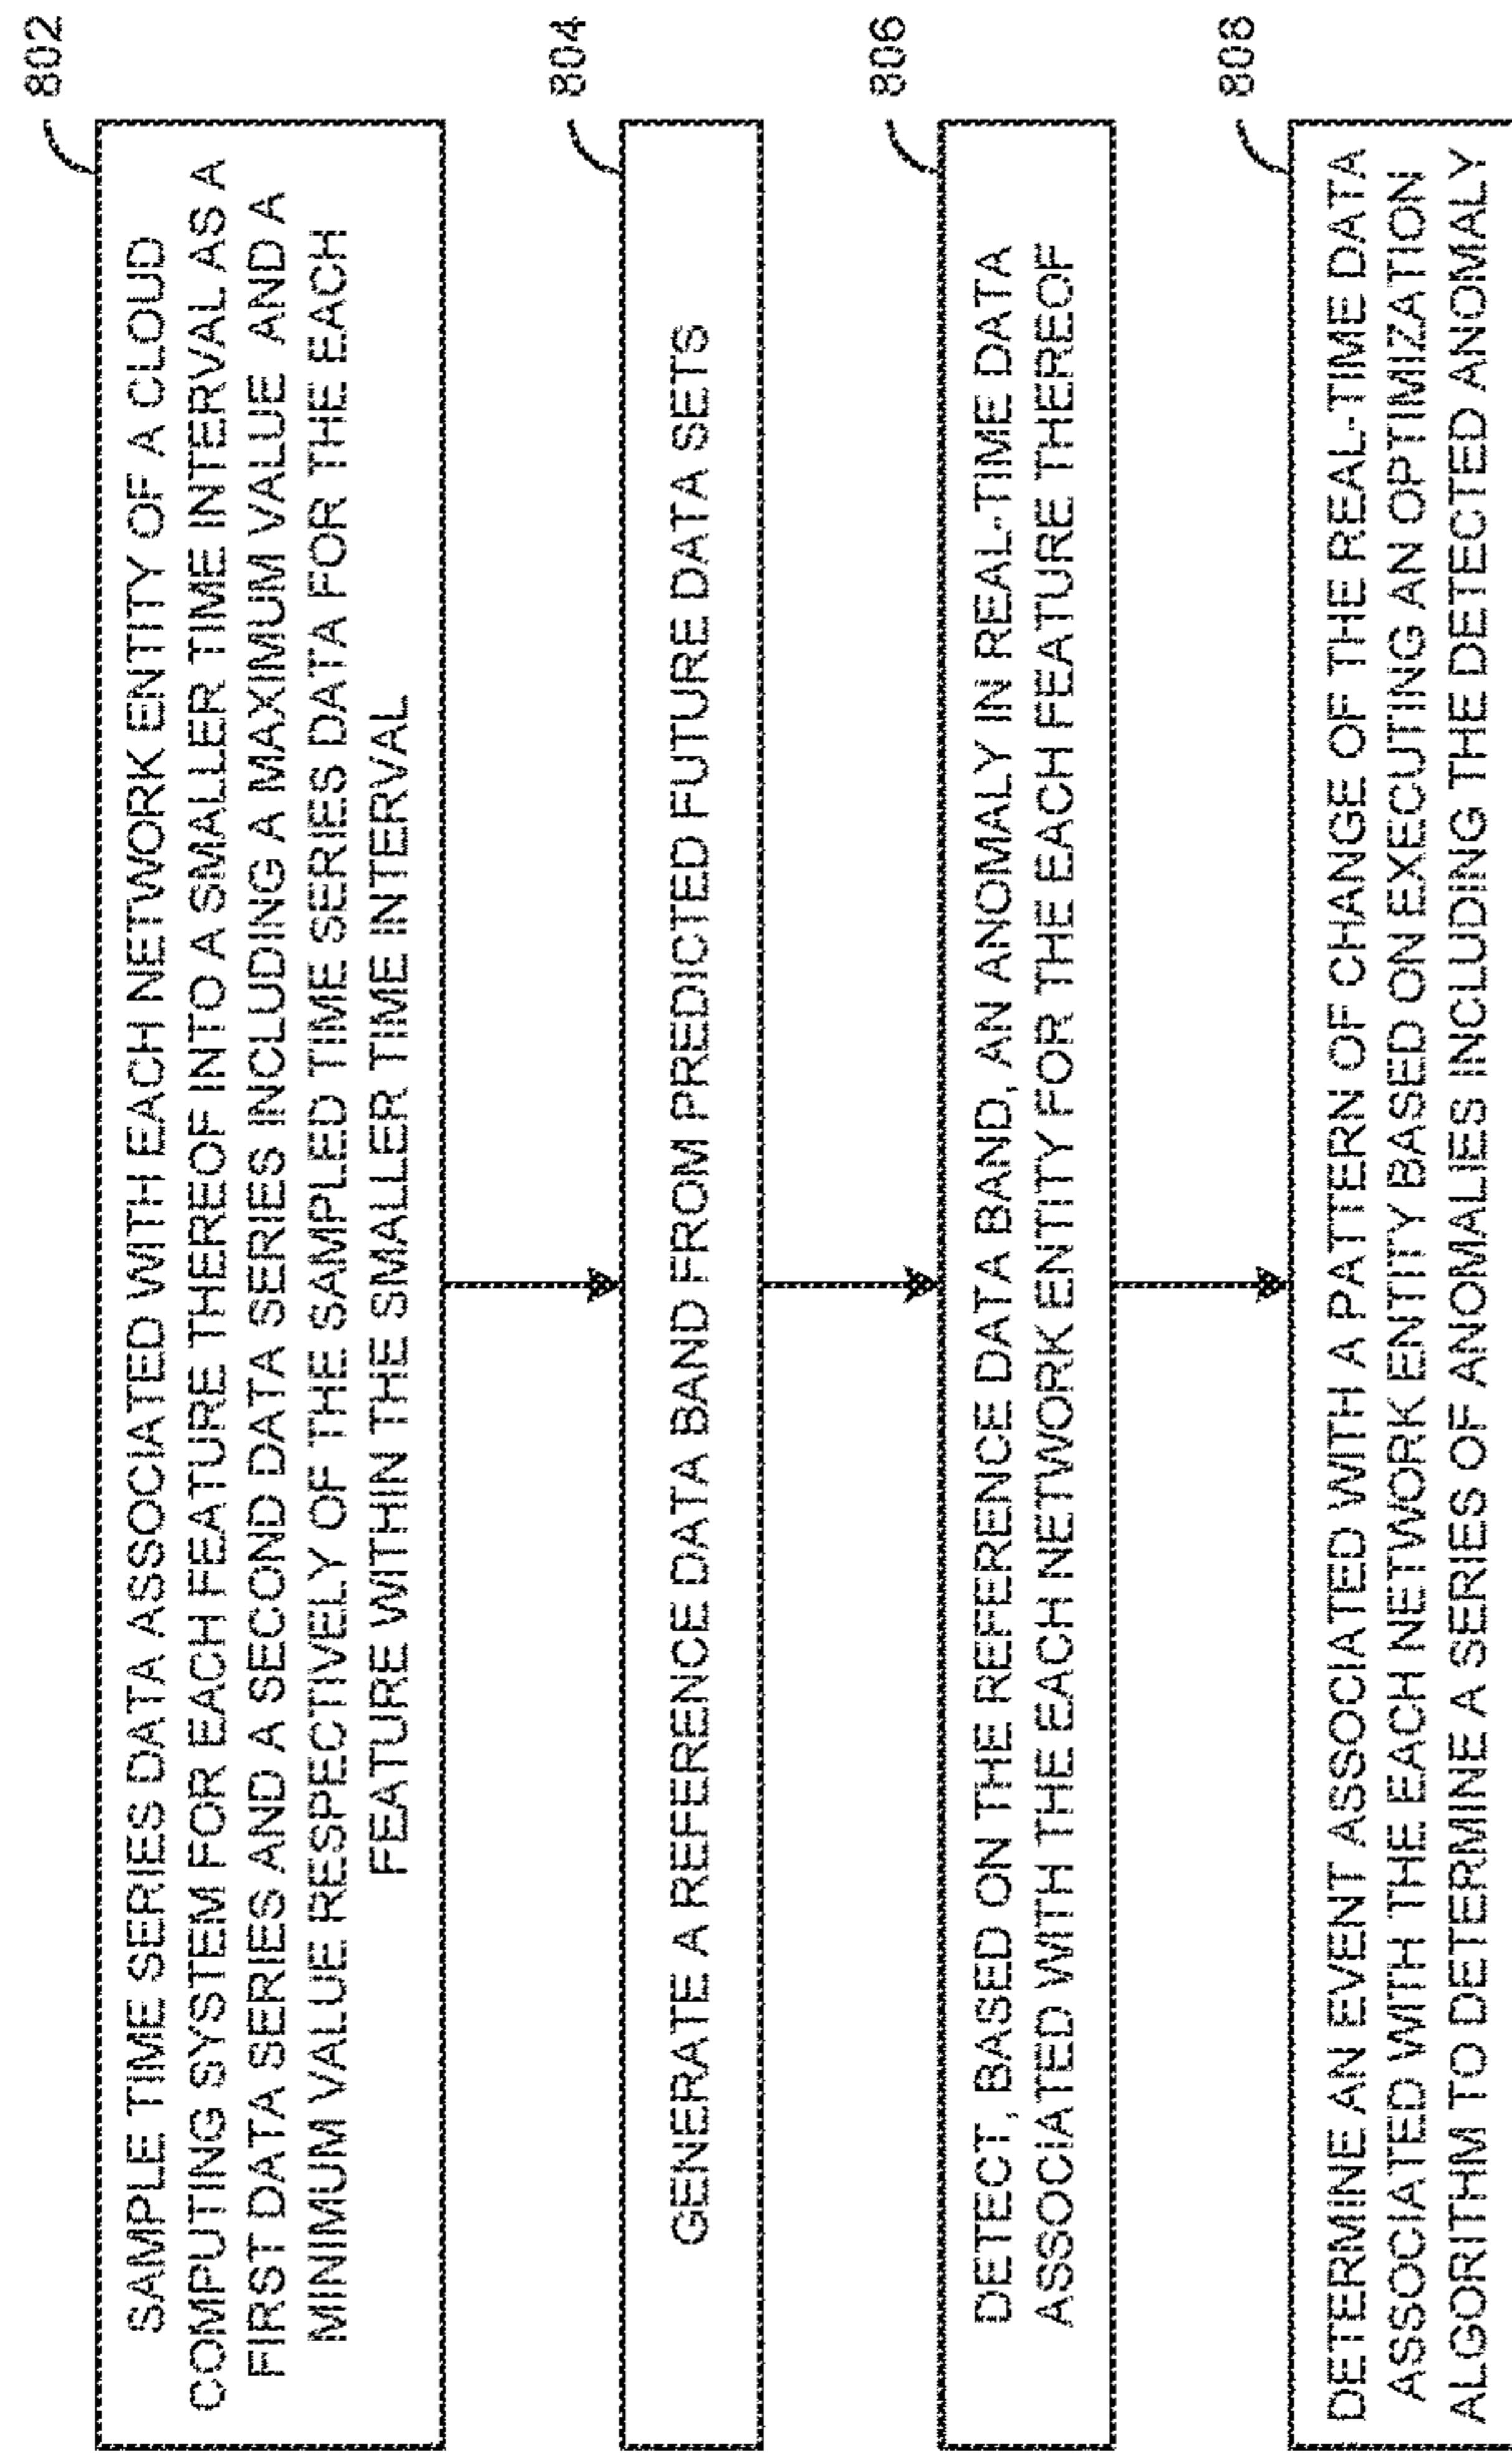 802
SAMPLE TIME SERIES DATA ASSOCIATED WITH EACH NETWORK ENTITY OF A CLOUD
COMPUTING SYSTEM FOR EACH FEATURE THEREOF INTO A SMALLER TIME INTERVAL AS A
FIRST DATA SERIES AND A SECOND DATA SERIES INCLUDING A MAXIMUM VALUE AND A
MINIMUM VALUE RESPECTIVELY OF THE SAMPLED TIME SERIES DATA FOR THE EACH
FEATURE WITHIN THE SMALLER TIME INTERVAL
804
GENERATE A REFERENCE DATA BAND FROM PREDICTED FUTURE DATA SETS
806
DETECT, BASED ON THE REFERENCE DATA BAND, AN ANOMALY IN REAL-TIME DATA
ASSOCIATED WITH THE EACH NETWORK ENTITY FOR THE EACH FEATURE THEREOF
808
DETERMINE AN EVENT ASSOCIATED WITH A PATTERN OF CHANGE OF THE REAL-TIME DATA
ASSOCIATED WITH THE EACH NETWORK ENTITY BASED ON EXECUTING AN OPTIMIZATION
ALGORITHM TO DETERMINE A SERIES OF ANOMALIES INCLUDING THE DETECTED ANOMALY